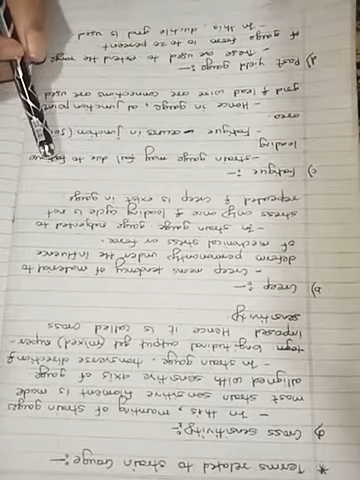 * Terms related to strain Gauge:-
a) Cross sensitivity:-
- In this, mounting of strain gauges
most strain sensitive filament is made
aligned with sensitive axis of gauge
- In strain gauge, transverse direction &
term longitudinal output get (mixed) super-
imposed Hence it is called cross
sensitivity
b) Creep :-
- Creep means tendency of material to
deform permanently under the influence
of mechanical stress or force.
- In strain gauge subjected to
stress only once & loading cycle is not
repeated & creep is exist in gauge
c) Fatigue :-
- strain gauge may fail due to
loading
- Fatigue occurs in junction
area.
- Hence in gauge, at junction point
grid & lead wire connections are used
d) Post yield gauge :-
- These are used to extend the range
of gauge from 10 to 20 percent
- In this, ductile grid is used